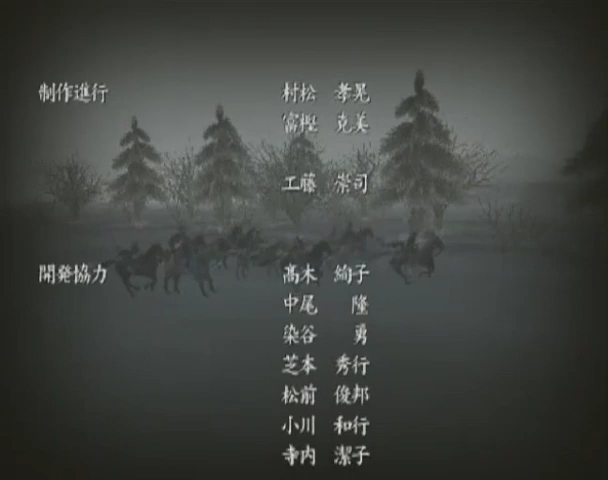 制作進行 村松 孝晃
富樫 克美
工藤 崇司
開発協力 高木 絢子
中尾 隆
染谷 勇
芝本 秀行
松前 俊邦
小川 和行
寺内 潔子